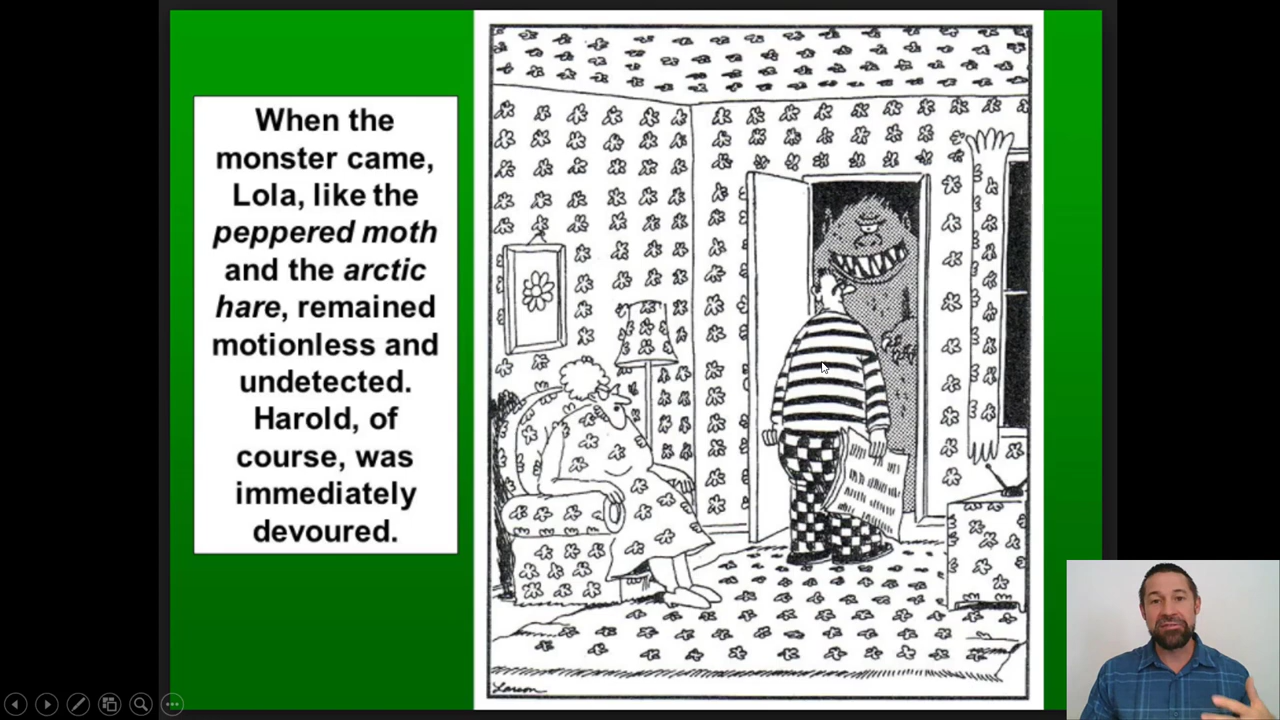 When the
monster came,
Lola, like the
peppered moth
and the arctic
hare, remained
motionless and
undetected.
Harold, of
course, was
immediately
devoured.
Larson